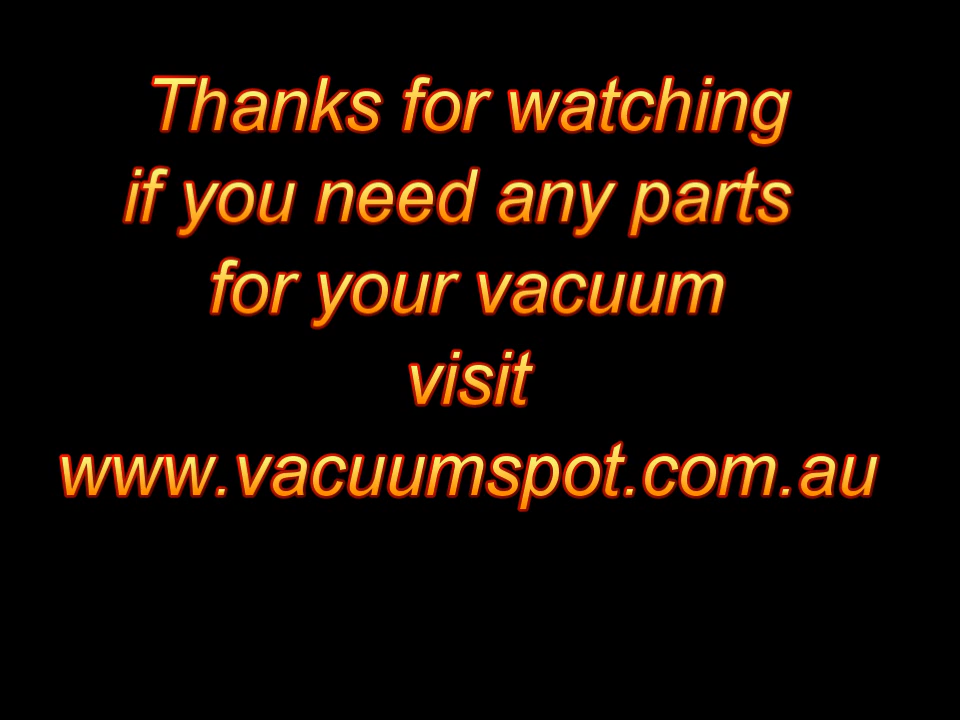 Thanks for watching
if you need any parts
for your vacuum
visit
www.vacuumspot.com.au